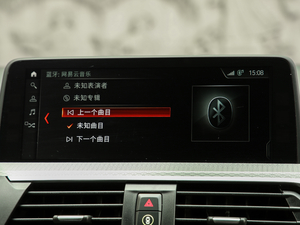 蓝牙: 网易云音乐
15:08
未知表演者
未知专辑
上一个曲目
未知曲目
下一个曲目